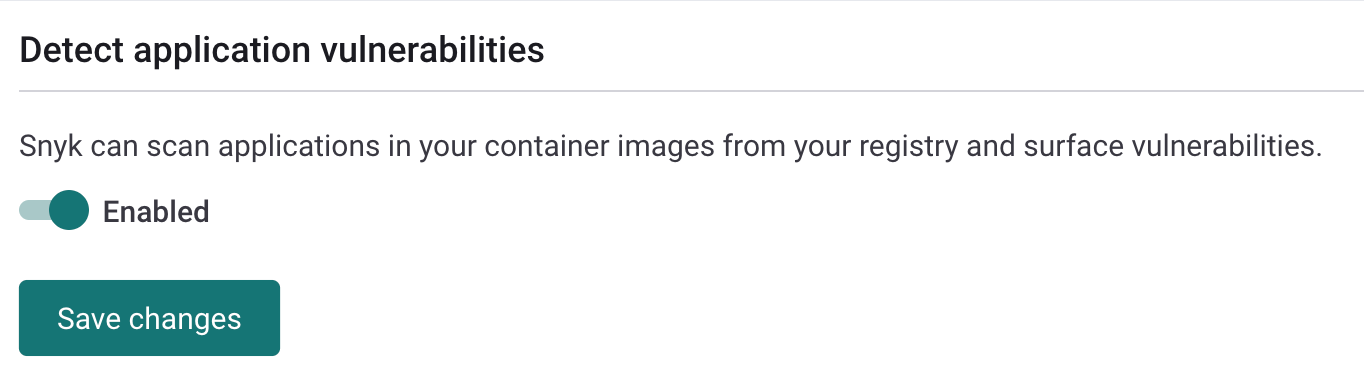 Detect application vulnerabilities
Snyk can scan applications in your container images from your registry and surface vulnerabilities.
Enabled
Save changes